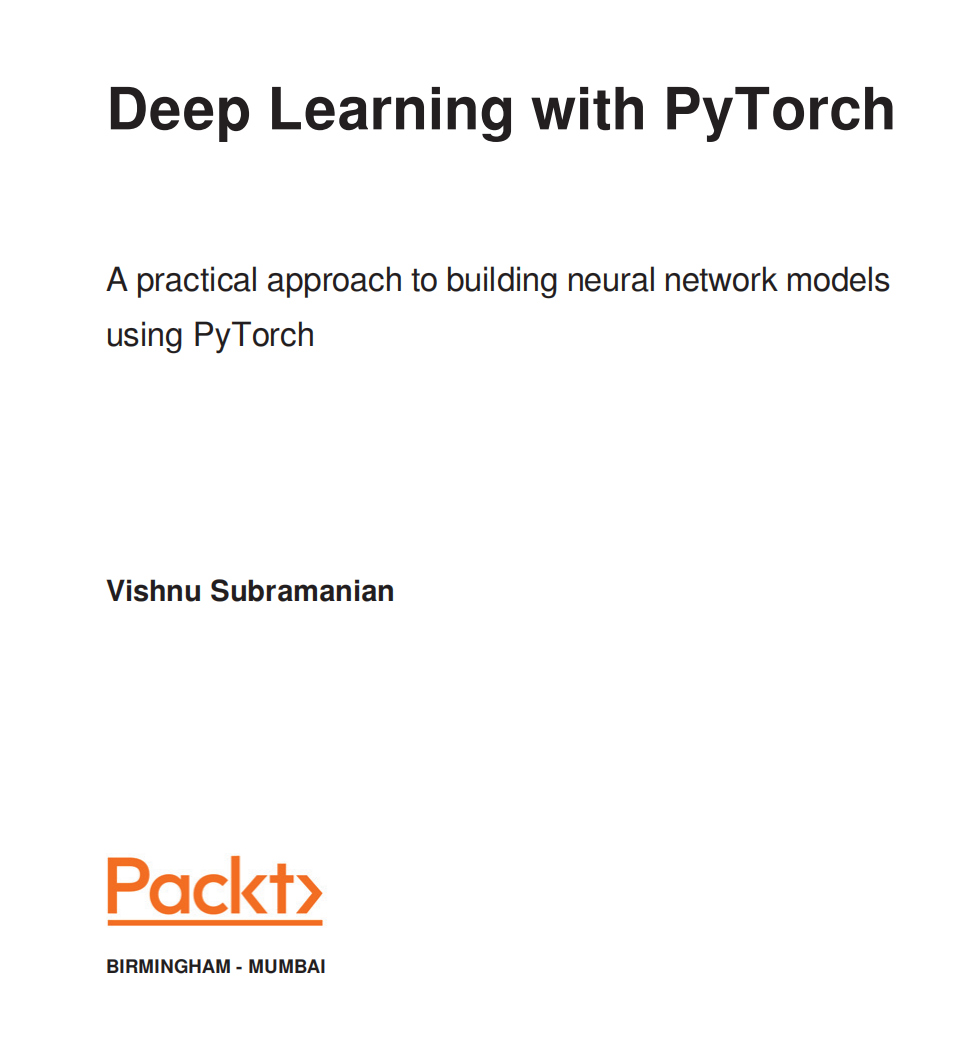 Deep Learning with PyTorch
A practical approach to building neural network models
using PyTorch
Vishnu Subramanian
Packt>
BIRMINGHAM - MUMBAI